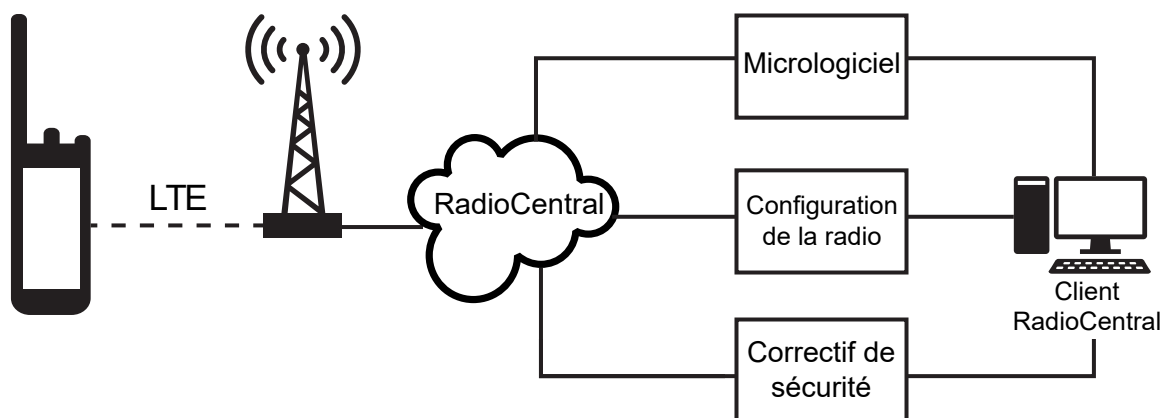 LTE
RadioCentral
Micrologiciel
Configuration
de la radio
Correctif de
sécurité
Client
RadioCentral